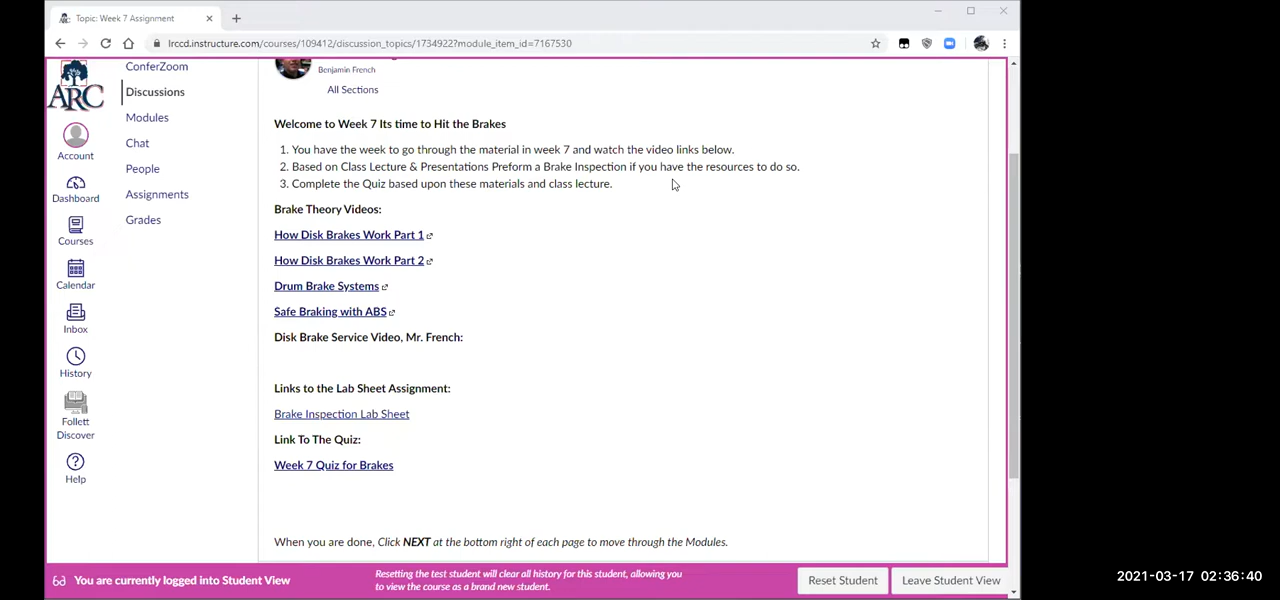 Topic: Week 7 Assignment
lrccd.instructure.com/courses/109412/discussion_topics/1734922?module_item_id=7167530
ARC
Account
Dashboard
Courses
Calendar
Inbox
History
Follett
Discover
Help
ConferZoom
Discussions
Modules
Chat
People
Assignments
Grades
Benjamin French
All Sections
Welcome to Week 7 Its time to Hit the Brakes
1. You have the week to go through the material in week 7 and watch the video links below.
2. Based on Class Lecture & Presentations Preform a Brake Inspection if you have the resources to do so.
3. Complete the Quiz based upon these materials and class lecture.
Brake Theory Videos:
How Disk Brakes Work Part 1
How Disk Brakes Work Part 2
Drum Brake Systems
Safe Braking with ABS
Disk Brake Service Video, Mr. French:
Links to the Lab Sheet Assignment:
Brake Inspection Lab Sheet
Link To The Quiz:
Week 7 Quiz for Brakes
When you are done, Click NEXT at the bottom right of each page to move through the Modules.
You are currently logged into Student View
Resetting the test student will clear all history for this student, allowing you
to view the course as a brand new student.
Reset Student
Leave Student View
2021-03-17 02:36:40